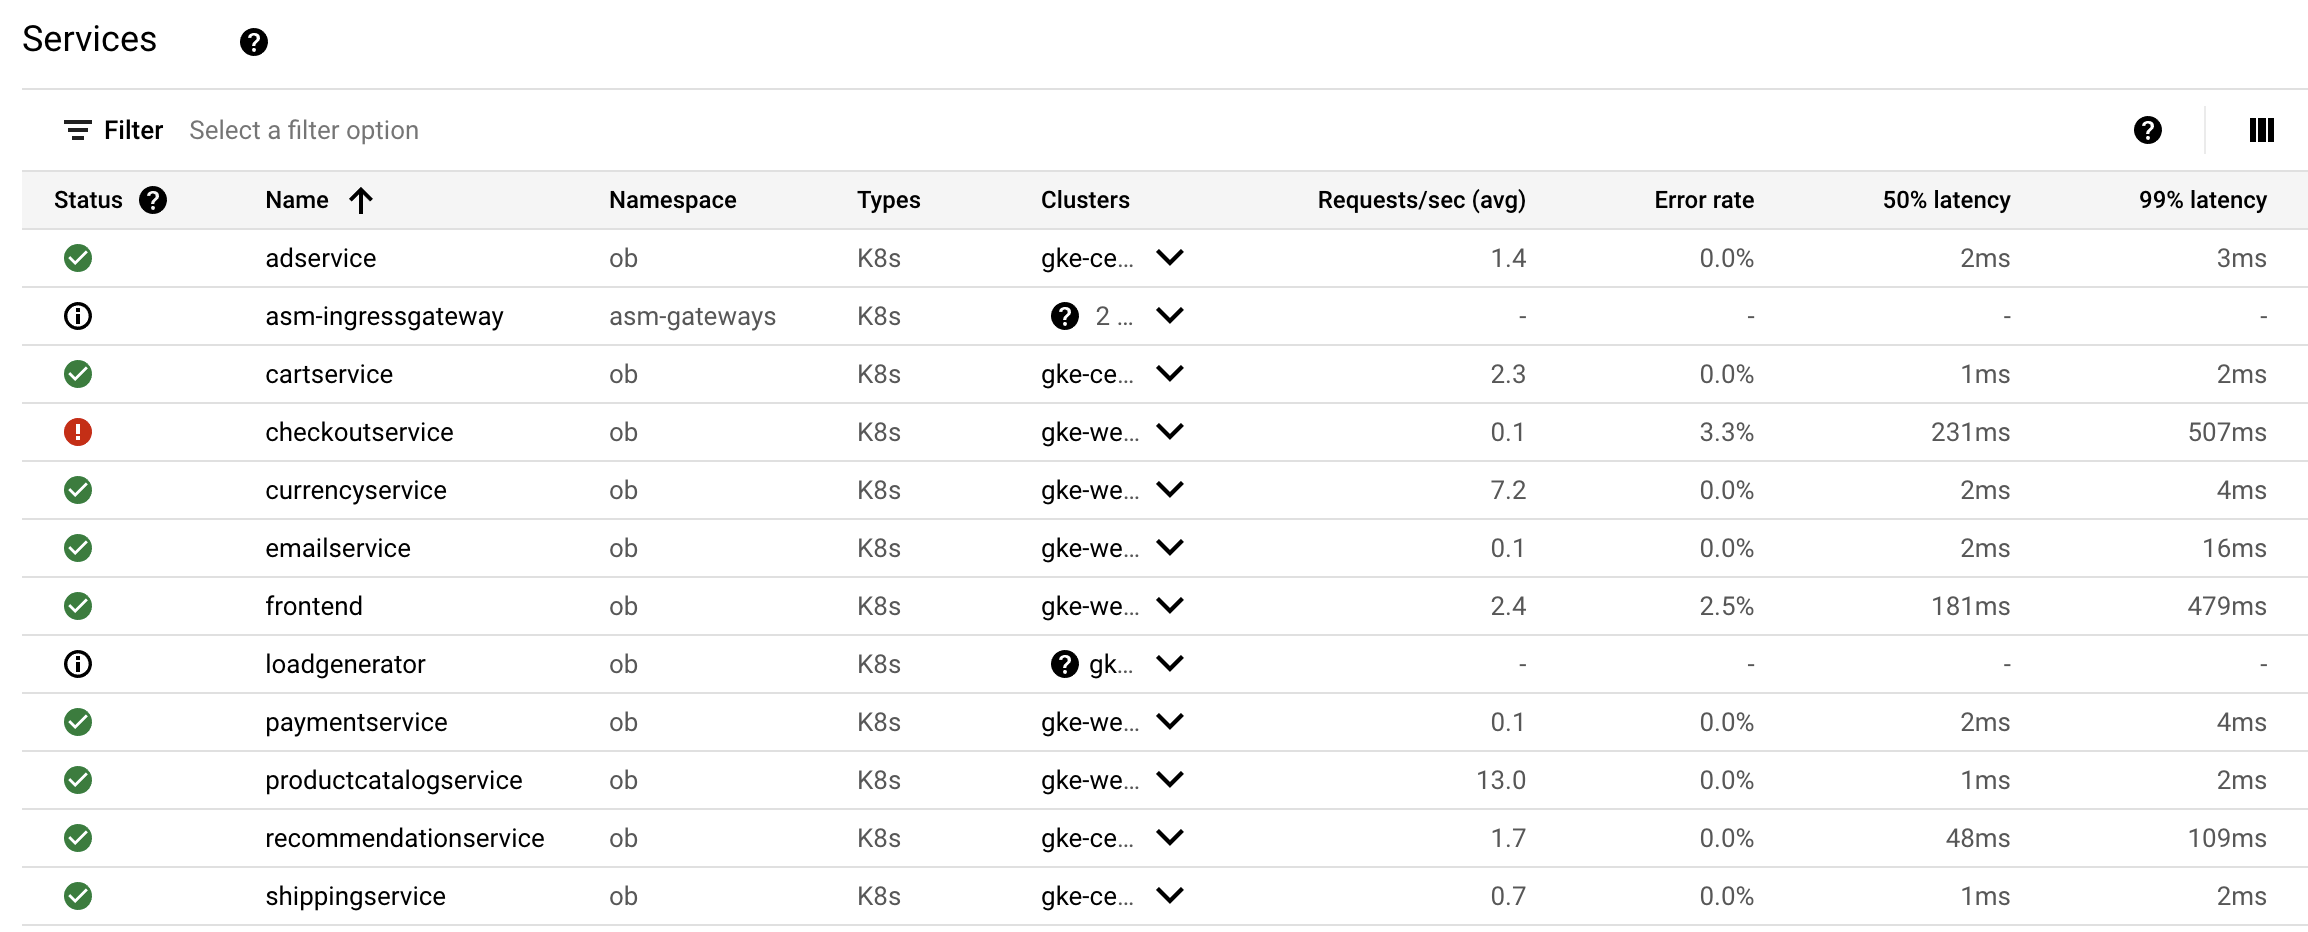 Services
Filter Select a filter option
Status Name Namespace Types Clusters Requests/sec (avg) Error rate 50% latency 99% latency
adservice ob K8s gke-ce... 1.4 0.0% 2ms 3ms
asm-ingressgateway asm-gateways K8s 2 ... - - - -
cartservice ob K8s gke-ce... 2.3 0.0% 1ms 2ms
checkoutservice ob K8s gke-we... 0.1 3.3% 231ms 507ms
currencyservice ob K8s gke-we... 7.2 0.0% 2ms 4ms
emailservice ob K8s gke-we... 0.1 0.0% 2ms 16ms
frontend ob K8s gke-we... 2.4 2.5% 181ms 479ms
loadgenerator ob K8s gk... - - - -
paymentservice ob K8s gke-we... 0.1 0.0% 2ms 4ms
productcatalogservice ob K8s gke-we... 13.0 0.0% 1ms 2ms
recommendationservice ob K8s gke-ce... 1.7 0.0% 48ms 109ms
shippingservice ob K8s gke-ce... 0.7 0.0% 1ms 2ms